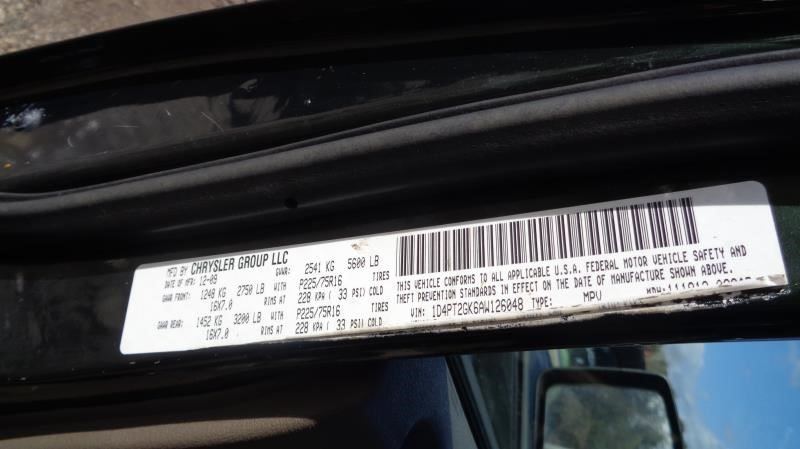 MFD BY CHRYSLER GROUP LLC
DATE OF MFR: 12-09 GVWR: 2541 KG 5600 LB
GAWR FRONT: 1248 KG 2750 LB WITH P225/75R16 TIRES
16X7.0 RIMS AT 228 KPA ( 33 PSI) COLD
GAWR REAR: 1452 KG 3200 LB WITH P225/75R16 TIRES
16X7.0 RIMS AT 228 KPA ( 33 PSI) COLD
THIS VEHICLE CONFORMS TO ALL APPLICABLE U.S.A. FEDERAL MOTOR VEHICLE SAFETY AND
THEFT PREVENTION STANDARDS IN EFFECT ON THE DATE OF MANUFACTURE SHOWN ABOVE.
VIN: 1D4PT2GK6AW126048 TYPE: MPV